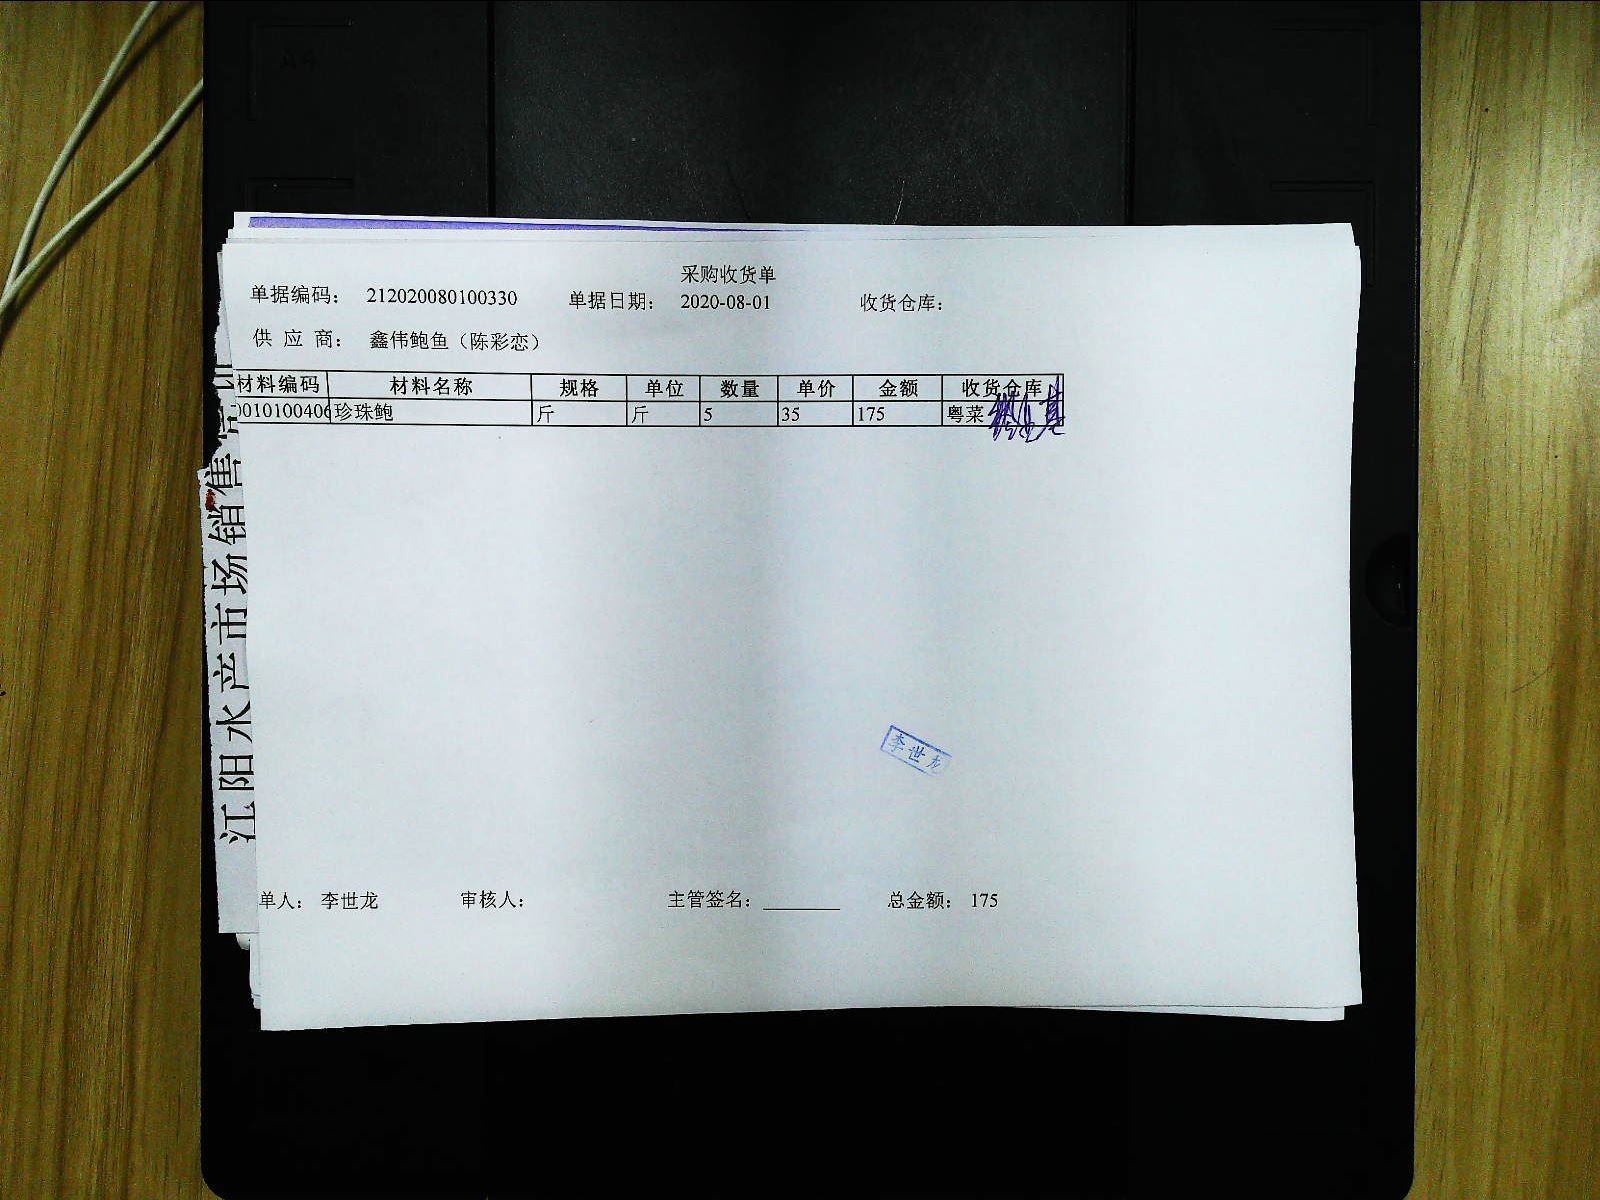 采购收货单
单据编码: 212020080100330 单据日期: 2020-08-01 收货仓库:
供 应 商: 鑫伟鲍鱼（陈彩恋）
材料编码 材料名称 规格 单位 数量 单价 金额 收货仓库
0010100406 珍珠鲍 斤 斤 5 35 175 粤菜
李世龙
单人: 李世龙 审核人: 主管签名: ________ 总金额: 175
江阳水产市场销售